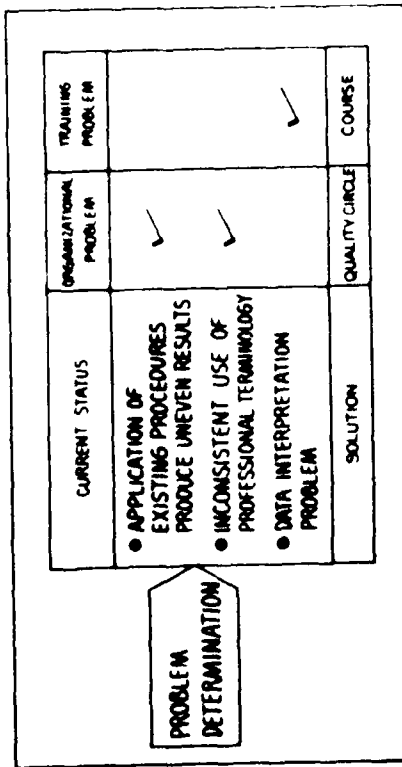 PROBLEM
DETERMINATION
CURRENT STATUS
ORGANIZATIONAL
PROBLEM
TRAINING
PROBLEM
● APPLICATION OF
EXISTING PROCEDURES
PRODUCE UNEVEN RESULTS
● INCONSISTENT USE OF
PROFESSIONAL TERMINOLOGY
● DATA INTERPRETATION
PROBLEM
SOLUTION
QUALITY CIRCLE
COURSE